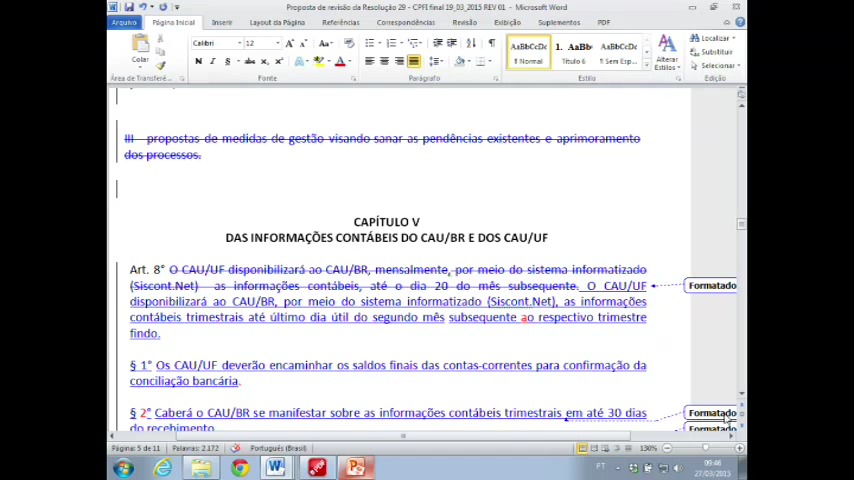 Proposta de revisão da Resolução 29 - CPFI final 19_03_2015 REV 01 - Microsoft Word
Arquivo Página Inicial Inserir Layout da Página Referências Correspondências Revisão Exibição Suplementos PDF
Calibri 12 Localizar
Colar AaBbCcDc 1. AaBb AaBbCcDc Substituir
N I S abc ¶ Normal Título 6 ¶ Sem Esp... Alterar Estilos Selecionar
Área de Transferê... Fonte Parágrafo Estilo Edição
III propostas de medidas de gestão visando sanar as pendências existentes e aprimoramento
dos processos.
CAPÍTULO V
DAS INFORMAÇÕES CONTÁBEIS DO CAU/BR E DOS CAU/UF
Art. 8° O CAU/UF disponibilizará ao CAU/BR, mensalmente, por meio do sistema informatizado
(Siscont.Net) as informações contábeis, até o dia 20 do mês subsequente. O CAU/UF
disponibilizará ao CAU/BR, por meio do sistema informatizado (Siscont.Net), as informações
contábeis trimestrais até último dia útil do segundo mês subsequente ao respectivo trimestre
findo.
§ 1° Os CAU/UF deverão encaminhar os saldos finais das contas-correntes para confirmação da
conciliação bancária.
§ 2° Caberá o CAU/BR se manifestar sobre as informações contábeis trimestrais em até 30 dias
do recebimento
Formatado
Formatado
Formatado
Página: 5 de 11 Palavras: 2.172 Português (Brasil) 130%
PT 09:46
27/03/2015